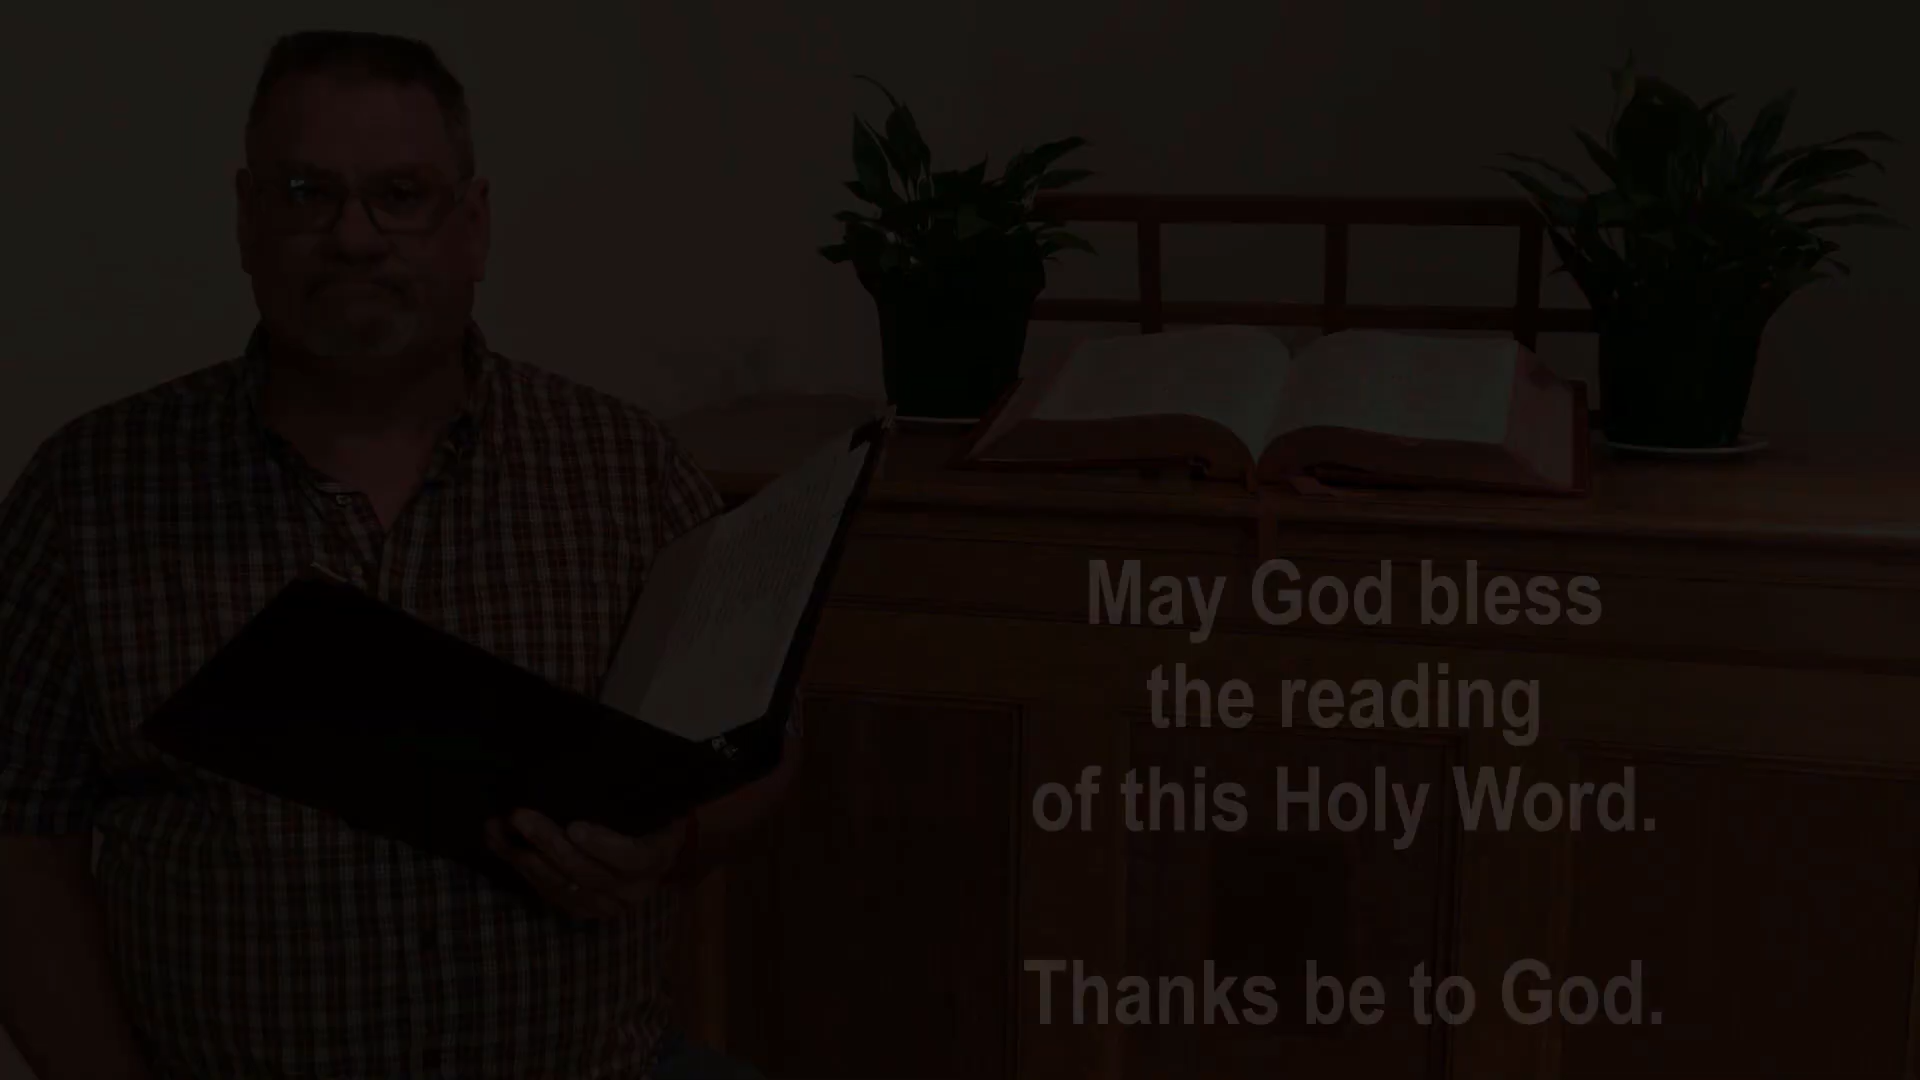 May God bless
the reading
of this Holy Word.
Thanks be to God.